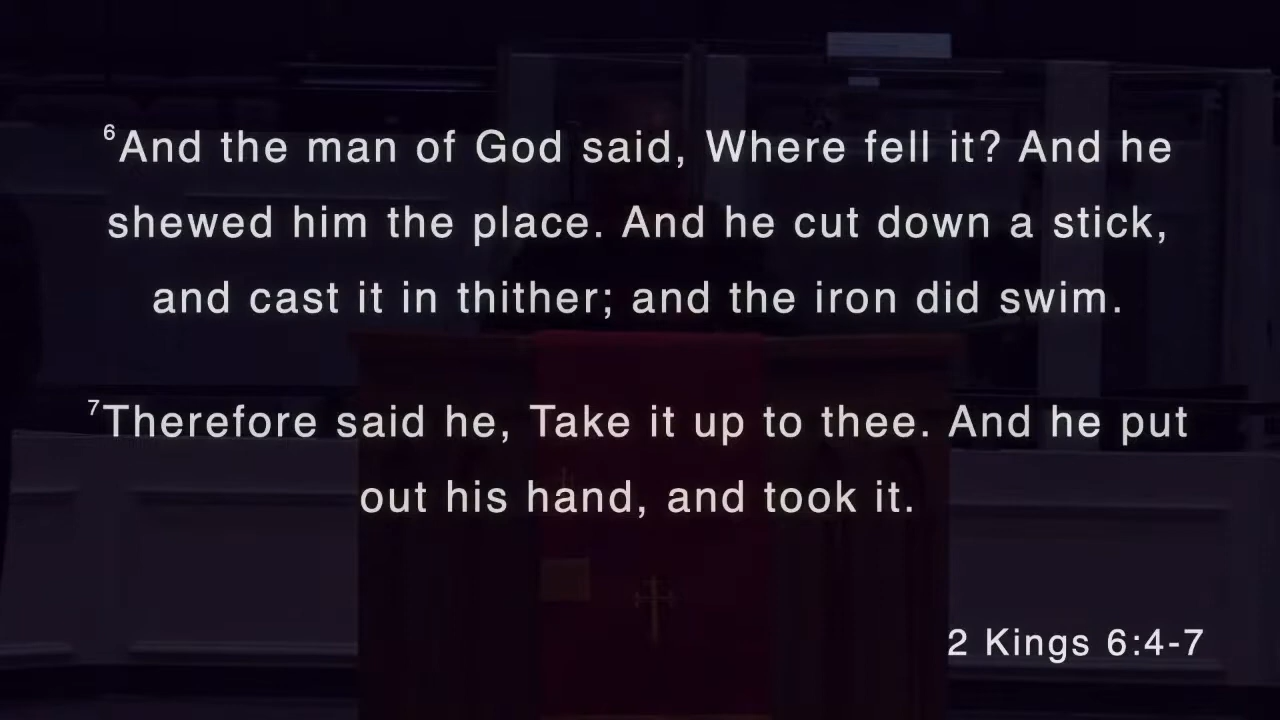 ⁶And the man of God said, Where fell it? And he
shewed him the place. And he cut down a stick,
and cast it in thither; and the iron did swim.
⁷Therefore said he, Take it up to thee. And he put
out his hand, and took it.
2 Kings 6:4-7